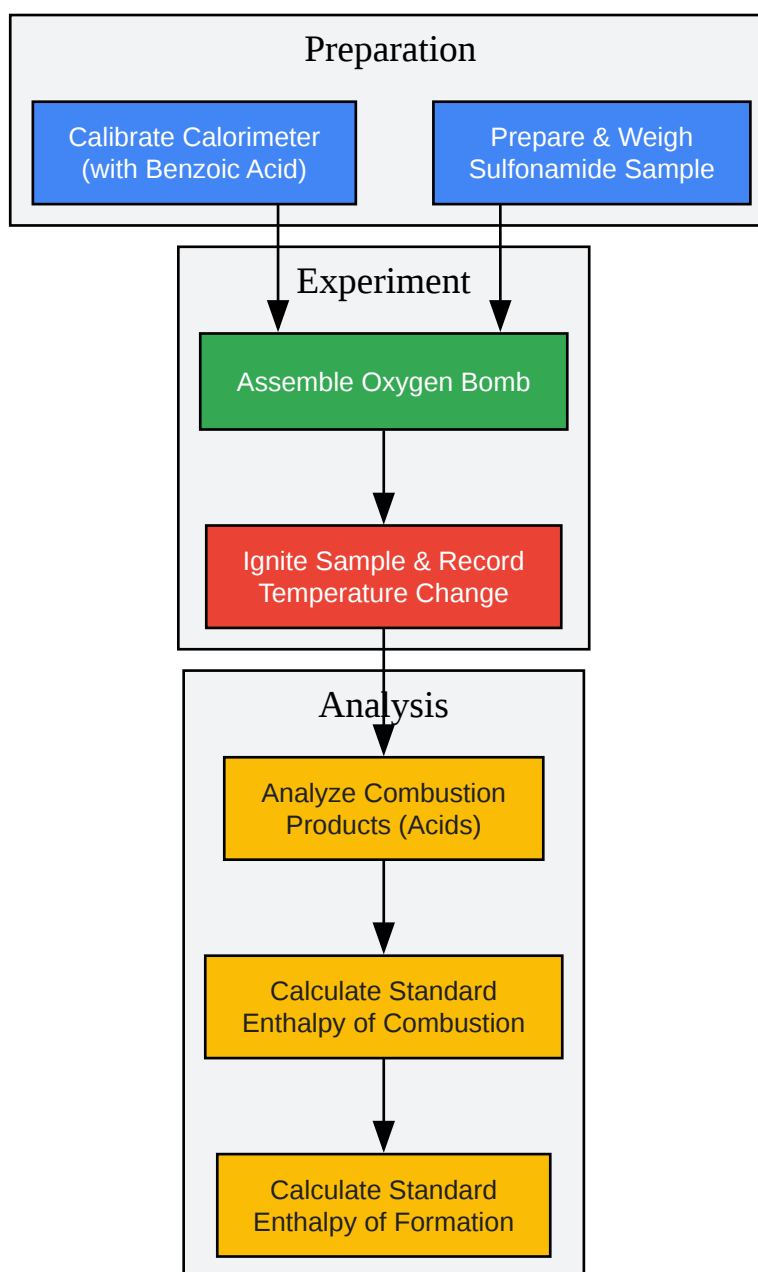 Preparation
Calibrate Calorimeter
(with Benzoic Acid)
Prepare & Weigh
Sulfonamide Sample
Experiment
Assemble Oxygen Bomb
Ignite Sample & Record
Temperature Change
Analysis
Analyze Combustion
Products (Acids)
Calculate Standard
Enthalpy of Combustion
Calculate Standard
Enthalpy of Formation